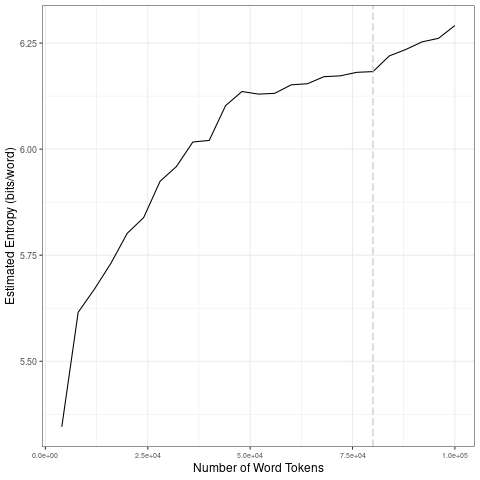 6.25
6.00
5.75
5.50
Estimated Entropy (bits/word)
0.0e+00 2.5e+04 5.0e+04 7.5e+04 1.0e+05
Number of Word Tokens